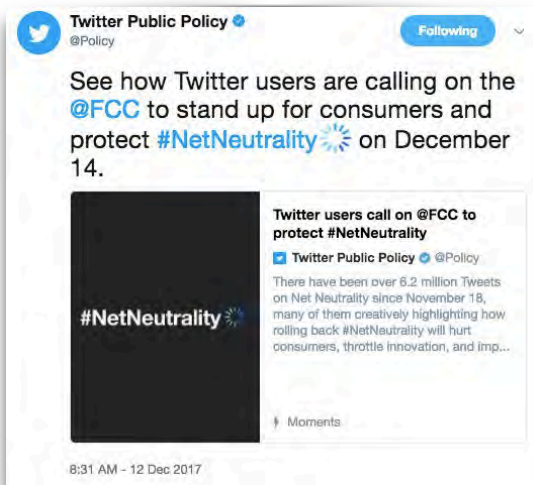 Twitter Public Policy
@Policy
Following
See how Twitter users are calling on the
@FCC to stand up for consumers and
protect #NetNeutrality on December
14.
#NetNeutrality
Twitter users call on @FCC to
protect #NetNeutrality
Twitter Public Policy @Policy
There have been over 6.2 million Tweets
on Net Neutrality since November 18,
many of them creatively highlighting how
rolling back #NetNeutrality will hurt
consumers, throttle innovation, and imp...
Moments
8:31 AM - 12 Dec 2017